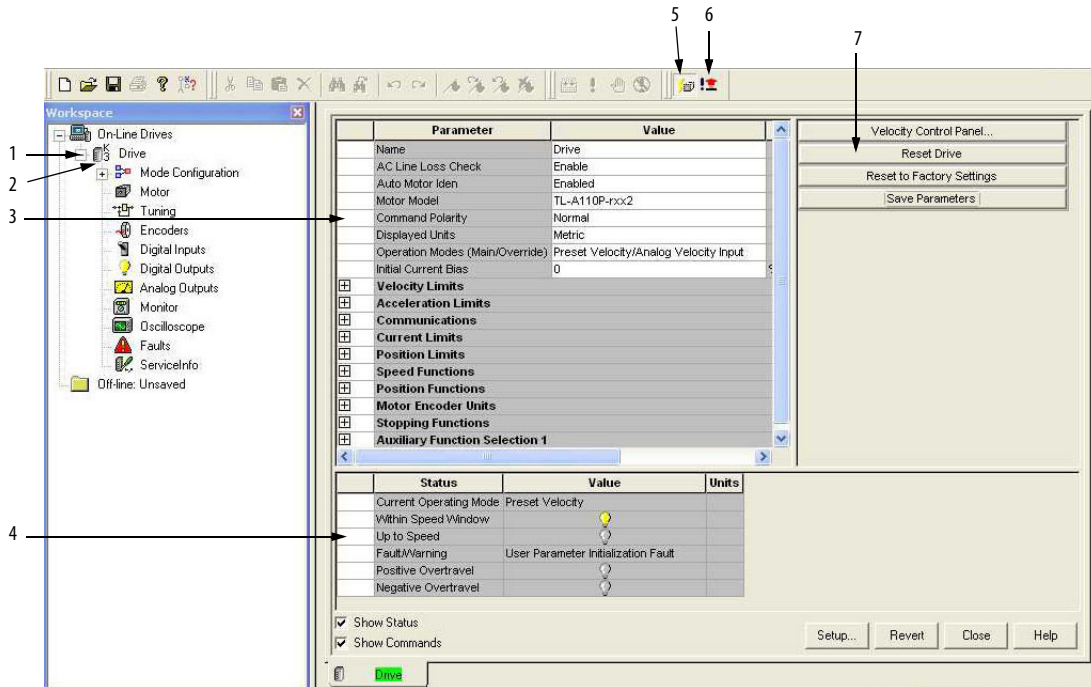 5 6
7
Workspace
On-Line Drives
1
K
3
Drive
2
Mode Configuration
Motor
3
Tuning
Encoders
Digital Inputs
Digital Outputs
Analog Outputs
Monitor
Oscilloscope
Faults
ServiceInfo
Off-line: Unsaved
Parameter Value
Name Drive
AC Line Loss Check Enable
Auto Motor Iden Enabled
Motor Model TL-A110P-rxx2
Command Polarity Normal
Displayed Units Metric
Operation Modes (Main/Override) Preset Velocity/Analog Velocity Input
Initial Current Bias 0
Velocity Limits
Acceleration Limits
Communications
Current Limits
Position Limits
Speed Functions
Position Functions
Motor Encoder Units
Stopping Functions
Auxiliary Function Selection 1
Velocity Control Panel...
Reset Drive
Reset to Factory Settings
Save Parameters
Status Value Units
Current Operating Mode Preset Velocity
Within Speed Window
4
Up to Speed
Fault/Warning User Parameter Initialization Fault
Positive Overtravel
Negative Overtravel
Show Status
Show Commands
Setup... Revert Close Help
Drive